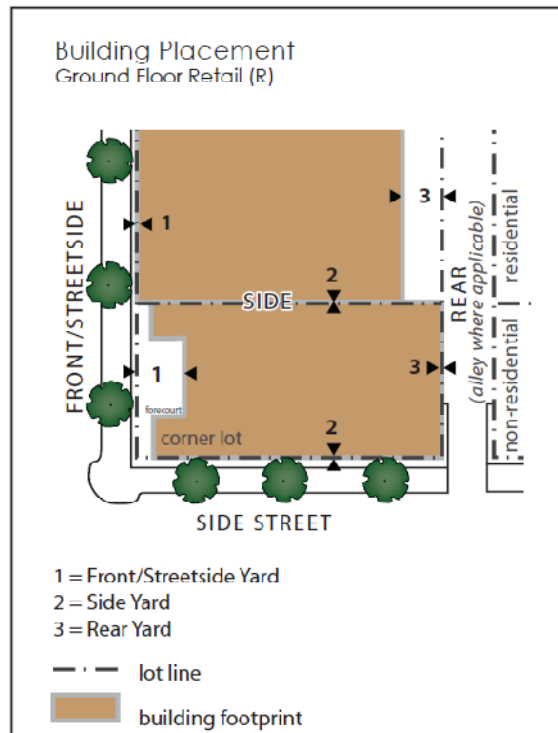 Building Placement
Ground Floor Retail (R)
3
1
2
SIDE
FRONT/STREETSIDE
REAR
(alley where applicable)
residential
non-residential
1
3
forecourt
corner lot
2
SIDE STREET
1 = Front/Streetside Yard
2 = Side Yard
3 = Rear Yard
lot line
building footprint